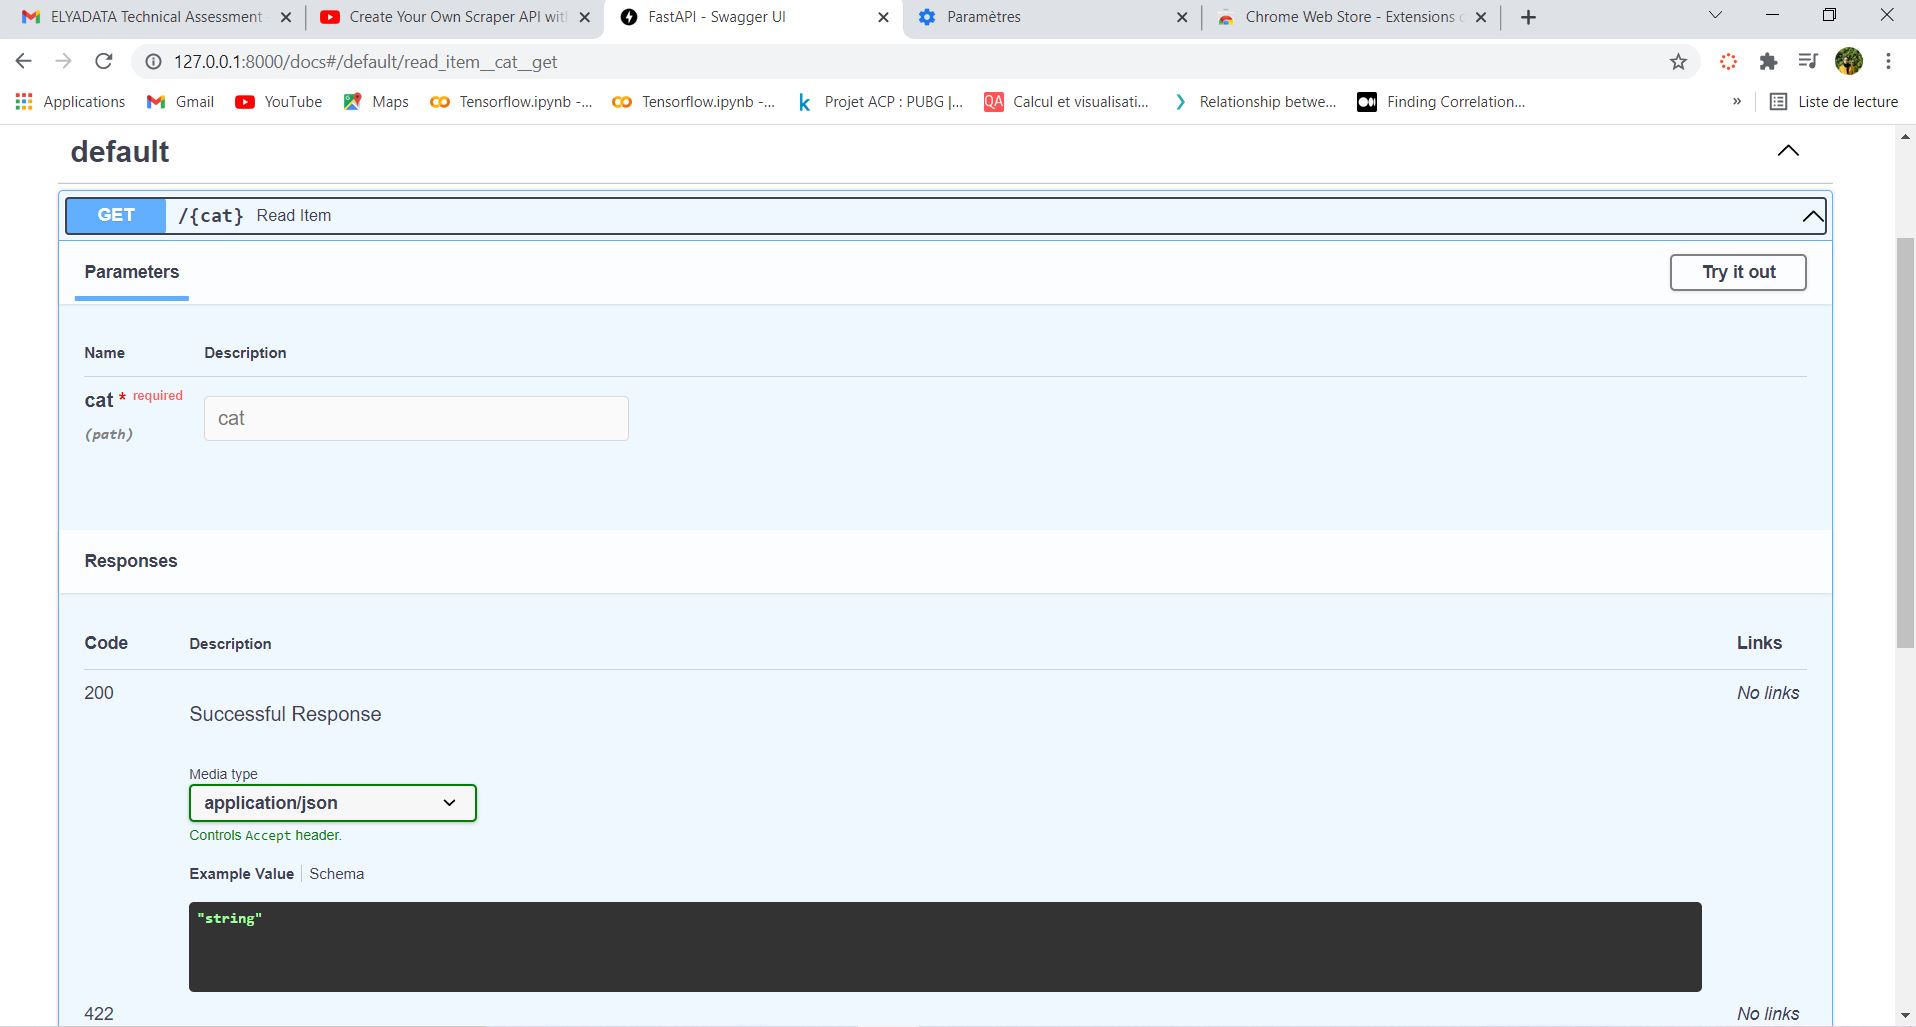 ELYADATA Technical Assessment
Create Your Own Scraper API wit
FastAPI - Swagger UI
Paramètres
Chrome Web Store - Extensions
127.0.0.1:8000/docs#/default/read_item__cat__get
Applications Gmail YouTube Maps Tensorflow.ipynb -... Tensorflow.ipynb -... Projet ACP : PUBG |... QA Calcul et visualisati... Relationship betwe... Finding Correlation... » Liste de lecture
default
GET /{cat} Read Item
Parameters Try it out
Name Description
cat * required
(path)
cat
Responses
Code Description Links
200 No links
Successful Response
Media type
application/json
Controls Accept header.
Example Value Schema
"string"
422 No links